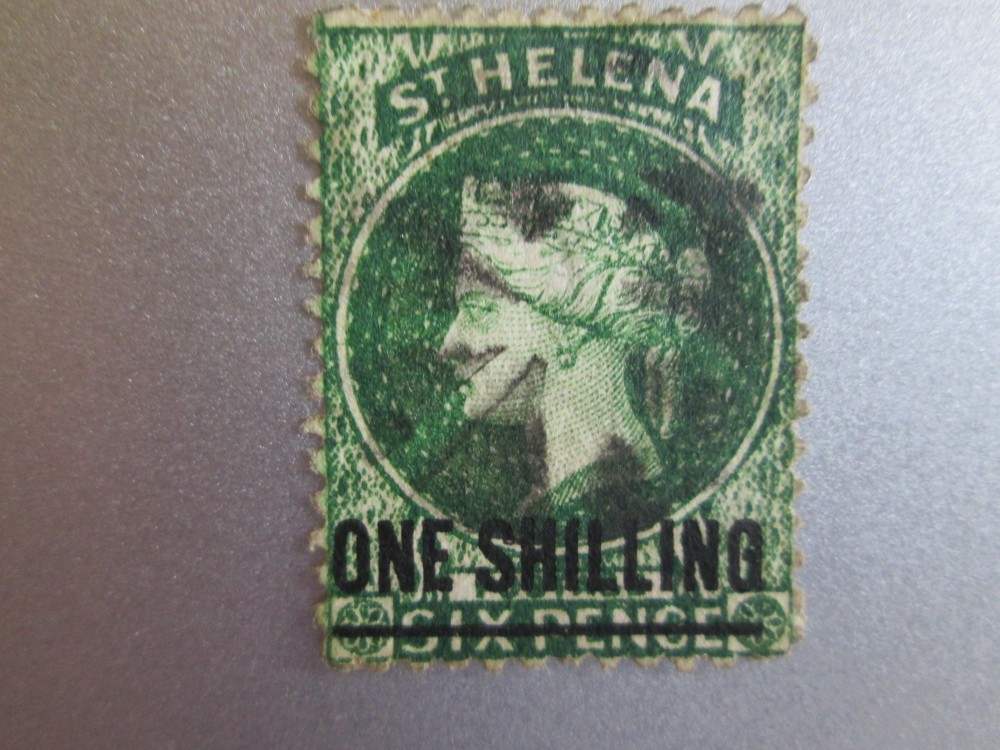 ST. HELENA
ONE SHILLING
SIX PENCE